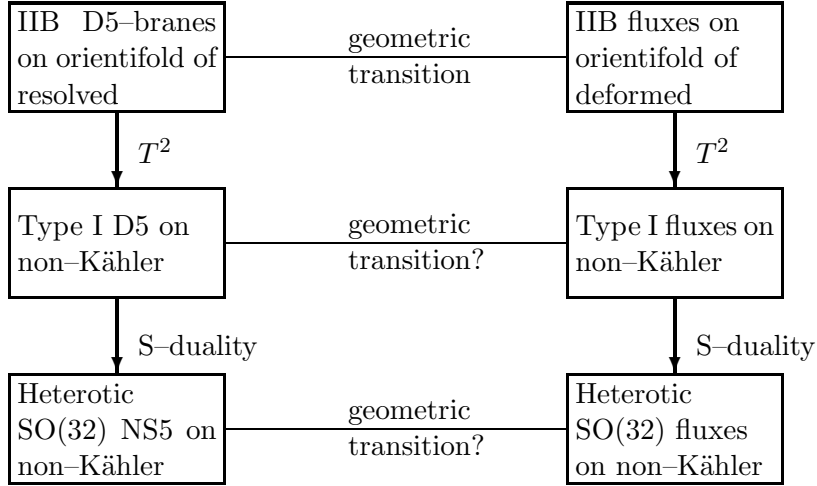 IIB D5–branes
on orientifold of
resolved
geometric
transition
IIB fluxes on
orientifold of
deformed
T²
T²
Type I D5 on
non–Kähler
geometric
transition?
Type I fluxes on
non–Kähler
S–duality
S–duality
Heterotic
SO(32) NS5 on
non–Kähler
geometric
transition?
Heterotic
SO(32) fluxes
on non–Kähler